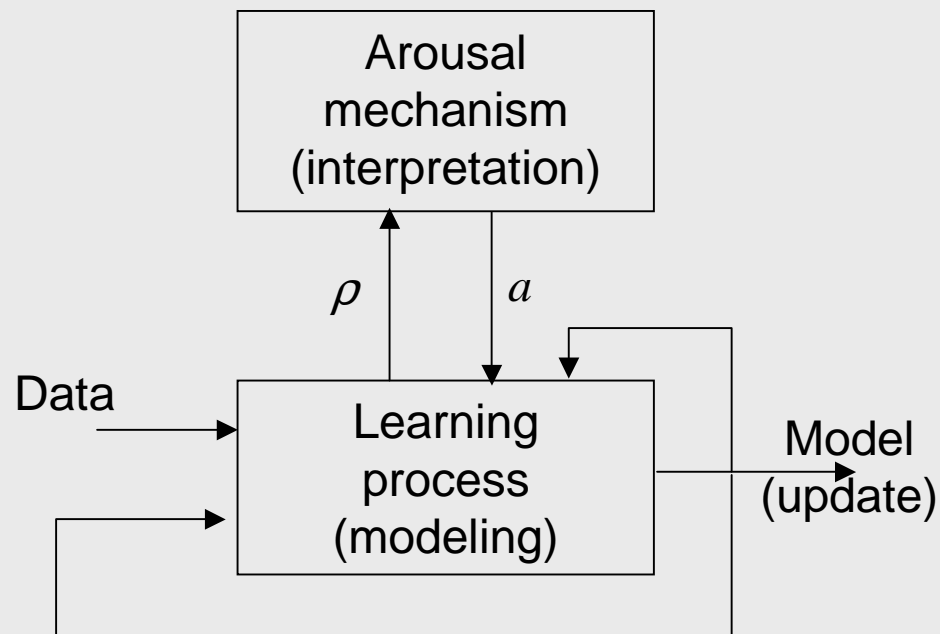 Arousal
mechanism
(interpretation)
ρ
a
Data
Learning
process
(modeling)
Model
(update)